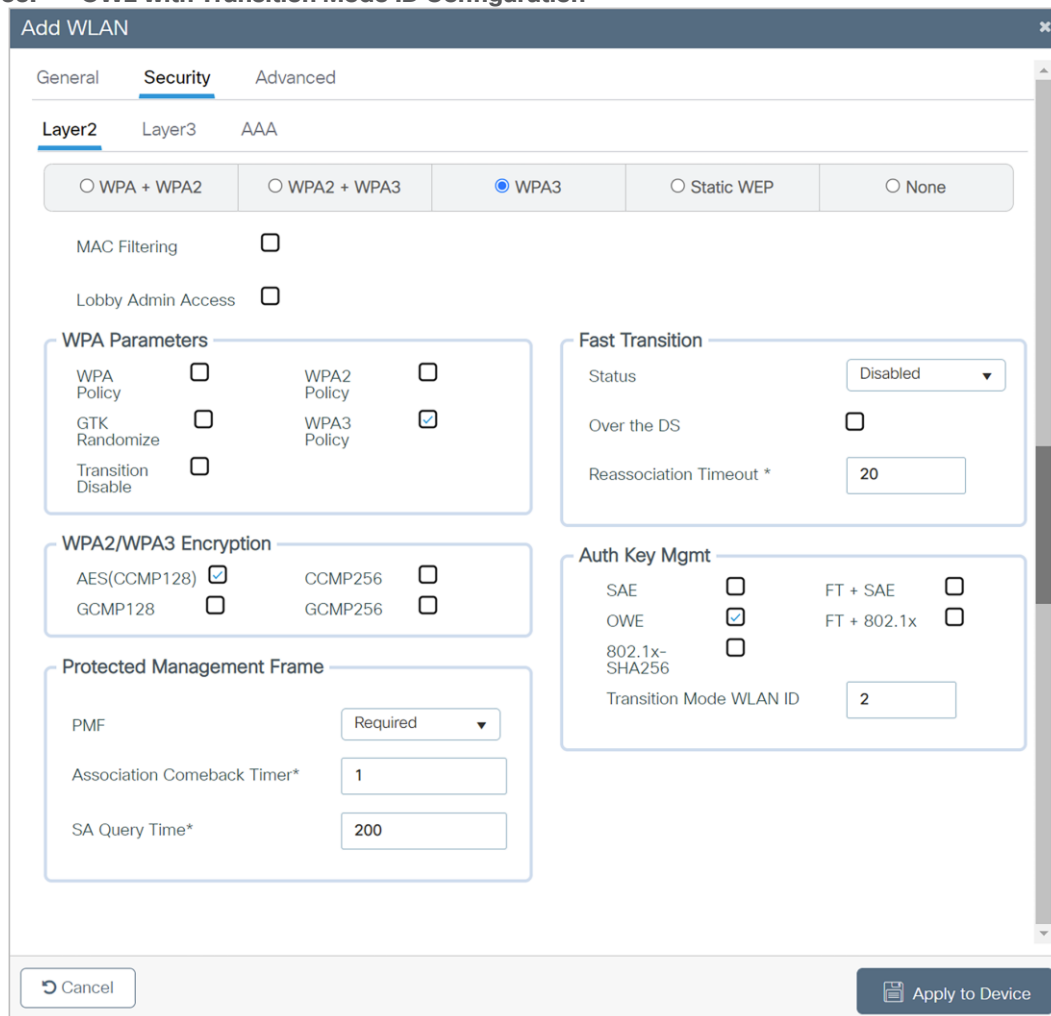 OWE with Transition Mode ID Configuration
Add WLAN
General Security Advanced
Layer2 Layer3 AAA
WPA + WPA2 WPA2 + WPA3 WPA3 Static WEP None
MAC Filtering
Lobby Admin Access
WPA Parameters
WPA
Policy
WPA2
Policy
GTK
Randomize
WPA3
Policy
Transition
Disable
Fast Transition
Status Disabled
Over the DS
Reassociation Timeout * 20
WPA2/WPA3 Encryption
AES(CCMP128) CCMP256
GCMP128 GCMP256
Auth Key Mgmt
SAE FT + SAE
OWE FT + 802.1x
802.1x-
SHA256
Transition Mode WLAN ID 2
Protected Management Frame
PMF Required
Association Comeback Timer* 1
SA Query Time* 200
Cancel
Apply to Device